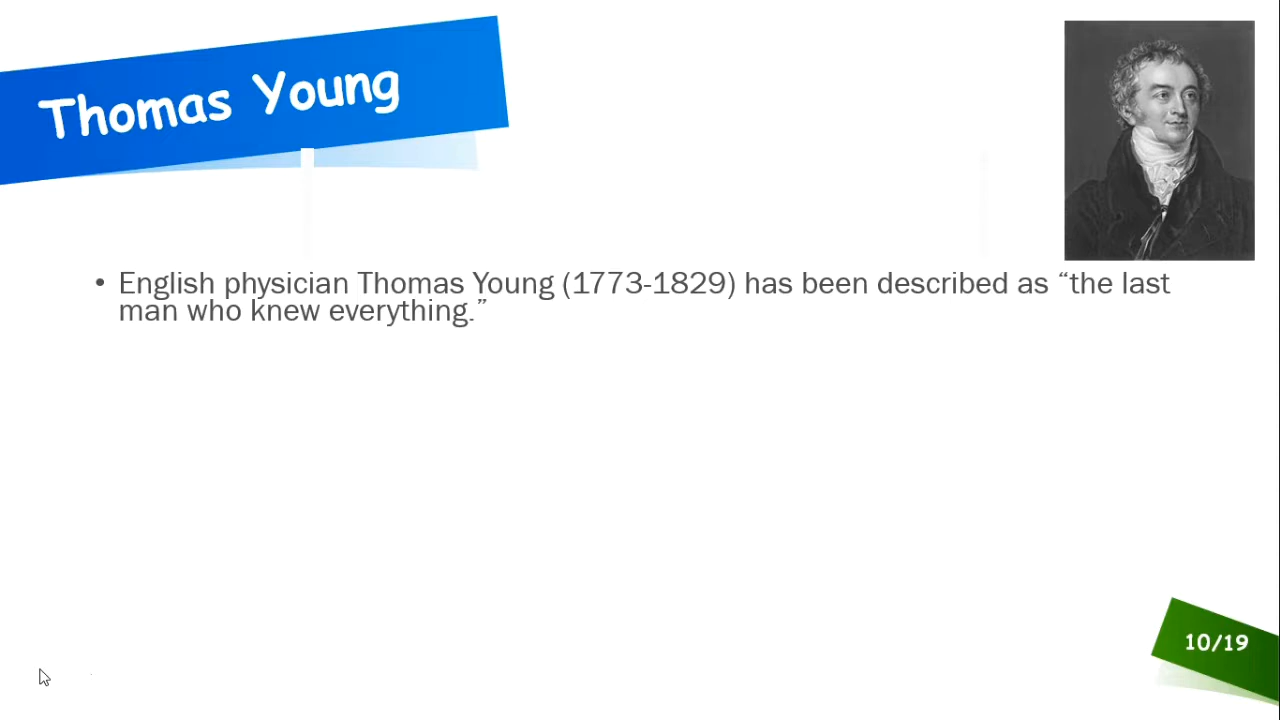 Thomas Young
• English physician Thomas Young (1773-1829) has been described as “the last
man who knew everything.”
10/19